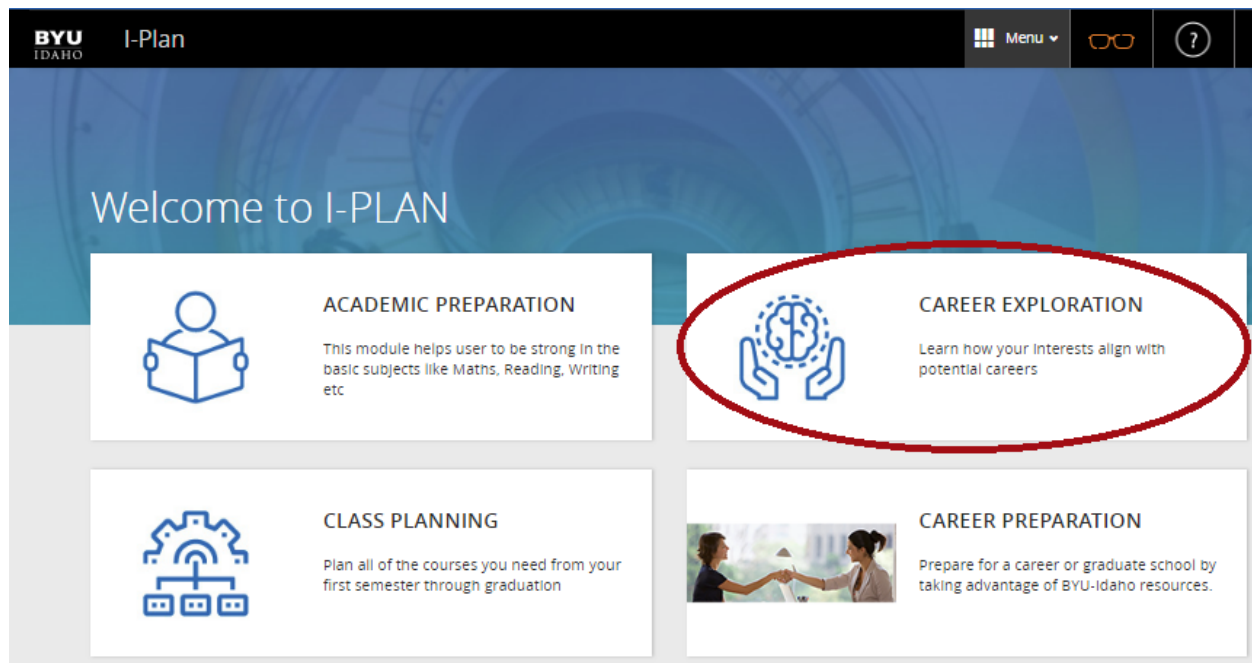 BYU
IDAHO
I-Plan
Menu
?
Welcome to I-PLAN
ACADEMIC PREPARATION
This module helps user to be strong in the
basic subjects like Maths, Reading, Writing
etc
CAREER EXPLORATION
Learn how your interests align with
potential careers
CLASS PLANNING
Plan all of the courses you need from your
first semester through graduation
CAREER PREPARATION
Prepare for a career or graduate school by
taking advantage of BYU-Idaho resources.